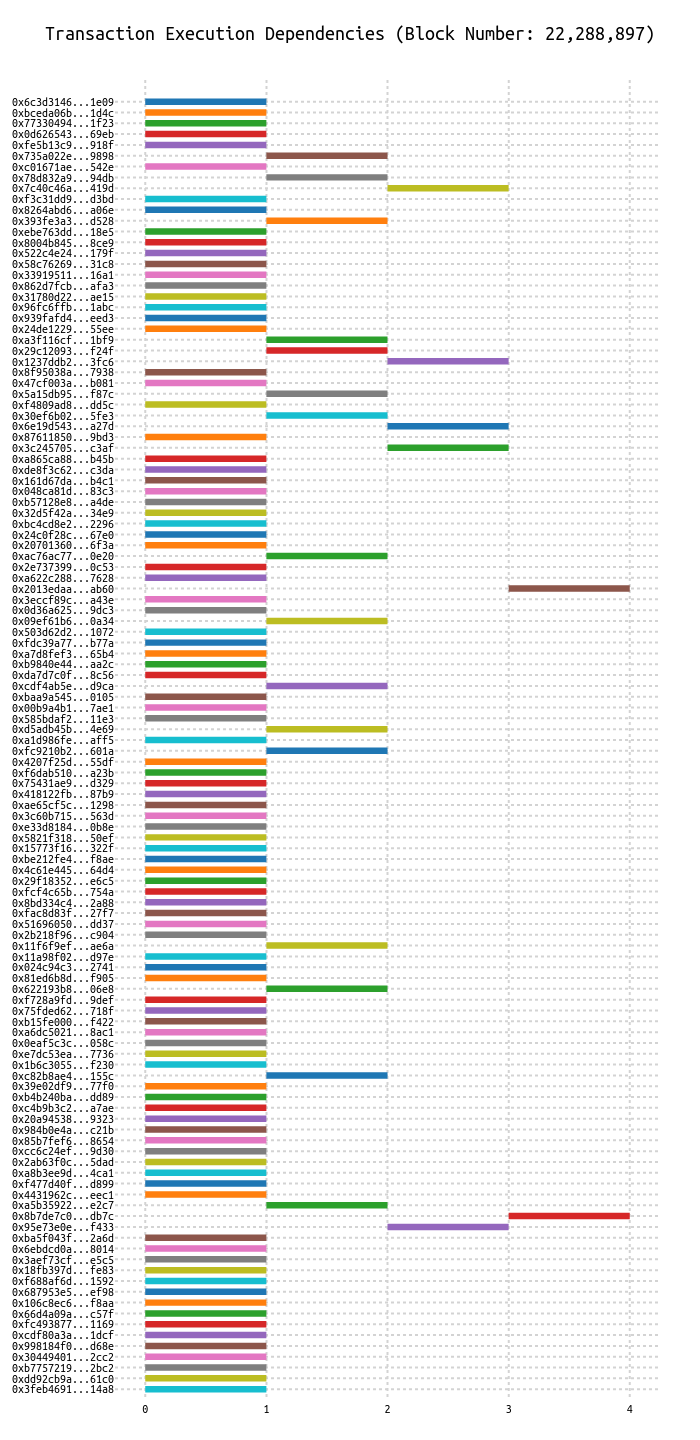 Transaction Execution Dependencies (Block Number: 22,288,897)
0x6c3d3146...1e09
0xbceda06b...1d4c
0x77330494...1f23
0x0d626543...69eb
0xfe5b13c9...918f
0x735a022e...9898
0xc01671ae...542e
0x78d832a9...94db
0x7c40c46a...419d
0xf3c31dd9...d3bd
0x8264abd6...a06e
0x393fe3a3...d528
0xebe763dd...18e5
0x8004b845...8ce9
0x522c4e24...179f
0x58c76269...31c8
0x33919511...16a1
0x862d7fcb...afa3
0x31780d22...ae15
0x96fc6ffb...1abc
0x939fafd4...eed3
0x24de1229...55ee
0xa3f116cf...1bf9
0x29c12093...f24f
0x1237ddb2...3fc6
0x8f95038a...7938
0x47cf003a...b081
0x5a15db95...f87c
0xf4809ad8...dd5c
0x30ef6b02...5fe3
0x6e19d543...a27d
0x87611850...9bd3
0x3c245705...c3af
0xa865ca88...b45b
0xde8f3c62...c3da
0x161d67da...b4c1
0x048ca81d...83c3
0xb57128e8...a4de
0x32d5f42a...34e9
0xbc4cd8e2...2296
0x24c0f28c...67e0
0x20701360...6f3a
0xac76ac77...0e20
0x2e737399...0c53
0xa622c288...7628
0x2013edaa...ab60
0x3eccf89c...a43e
0x0d36a625...9dc3
0x09ef61b6...0a34
0x503d62d2...1072
0xfdc39a77...b77a
0xa7d8fef3...65b4
0xb9840e44...aa2c
0xda7d7c0f...8c56
0xcdf4ab5e...d9ca
0xbaa9a545...0105
0x00b9a4b1...7ae1
0x585bdaf2...11e3
0xd5adb45b...4e69
0xa1d986fe...aff5
0xfc9210b2...601a
0x4207f25d...55df
0xf6dab510...a23b
0x75431ae9...d329
0x418122fb...87b9
0xae65cf5c...1298
0x3c60b715...563d
0xe33d8184...0b8e
0x5821f318...50ef
0x15773f16...322f
0xbe212fe4...f8ae
0x4c61e445...64d4
0x29f18352...e6c5
0xfcf4c65b...754a
0x8bd334c4...2a88
0xfac8d83f...27f7
0x51696050...dd37
0x2b218f96...c904
0x11f6f9ef...ae6a
0x11a98f02...d97e
0x024c94c3...2741
0x81ed6b8d...f905
0x622193b8...06e8
0xf728a9fd...9def
0x75fded62...718f
0xb15fe000...f422
0xa6dc5021...8ac1
0x0eaf5c3c...058c
0xe7dc53ea...7736
0x1b6c3055...f230
0xc82b8ae4...155c
0x39e02df9...77f0
0xb4b240ba...dd89
0xc4b9b3c2...a7ae
0x20a94538...9323
0x984b0e4a...c21b
0x85b7fef6...8654
0xcc6c24ef...9d30
0x2ab63f0c...5dad
0xa8b3ee9d...4ca1
0xf477d40f...d899
0x4431962c...eec1
0xa5b35922...e2c7
0x8b7de7c0...db7c
0x95e73e0e...f433
0xba5f043f...2a6d
0x6ebdcd0a...8014
0x3aef73cf...e5c5
0x18fb397d...fe83
0xf688af6d...1592
0x687953e5...ef98
0x106c8ec6...f8aa
0x66d4a09a...c57f
0xfc493877...1169
0xcdf80a3a...1dcf
0x998184f0...d68e
0x30449401...2cc2
0xb7757219...2bc2
0xdd92cb9a...61c0
0x3feb4691...14a8
0 1 2 3 4